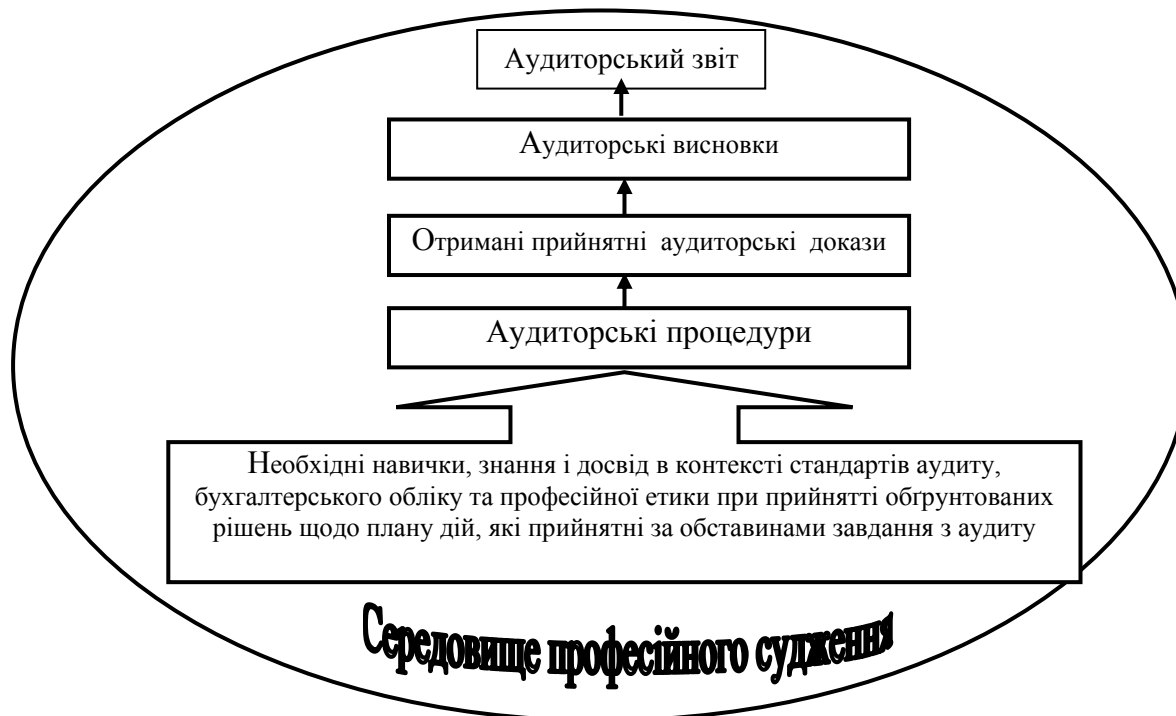 Аудиторський звіт
Аудиторські висновки
Отримані прийнятні аудиторські докази
Аудиторські процедури
Необхідні навички, знання і досвід в контексті стандартів аудиту,
бухгалтерського обліку та професійної етики при прийнятті обґрунтованих
рішень щодо плану дій, які прийнятні за обставинами завдання з аудиту
Середовище професійного судження